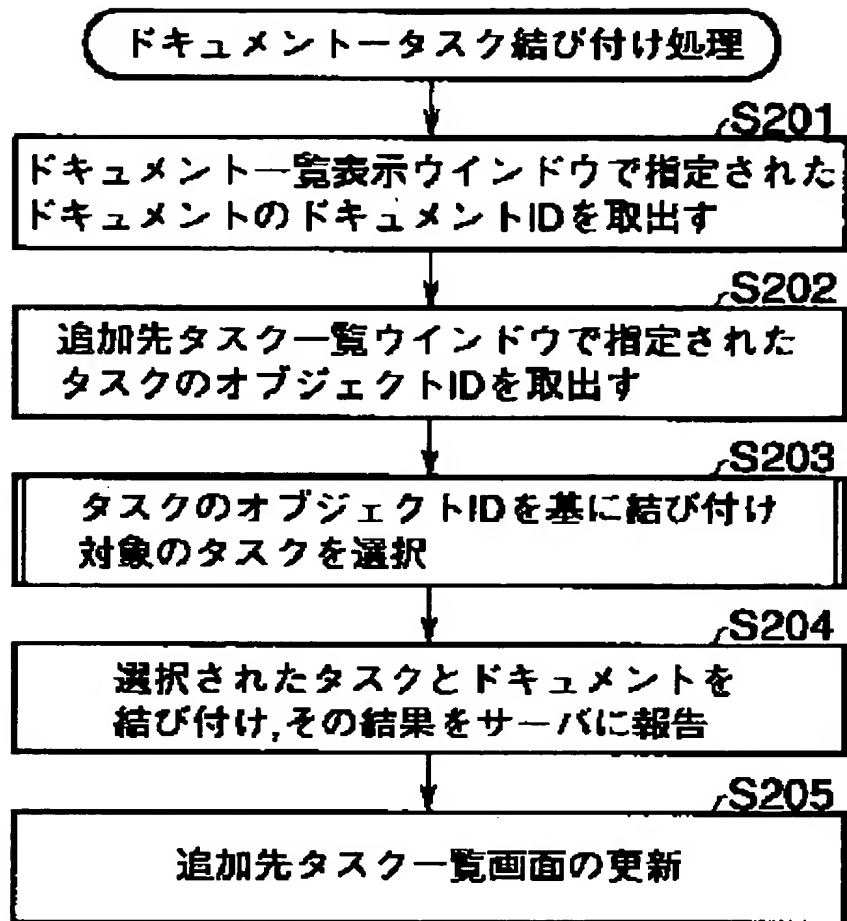 ドキュメントータスク結び付け処理
S201
ドキュメント一覧表示ウインドウで指定された
ドキュメントのドキュメントIDを取出す
S202
追加先タスク一覧ウインドウで指定された
タスクのオブジェクトIDを取出す
S203
タスクのオブジェクトIDを基に結び付け
対象のタスクを選択
S204
選択されたタスクとドキュメントを
結び付け,その結果をサーバに報告
S205
追加先タスク一覧画面の更新